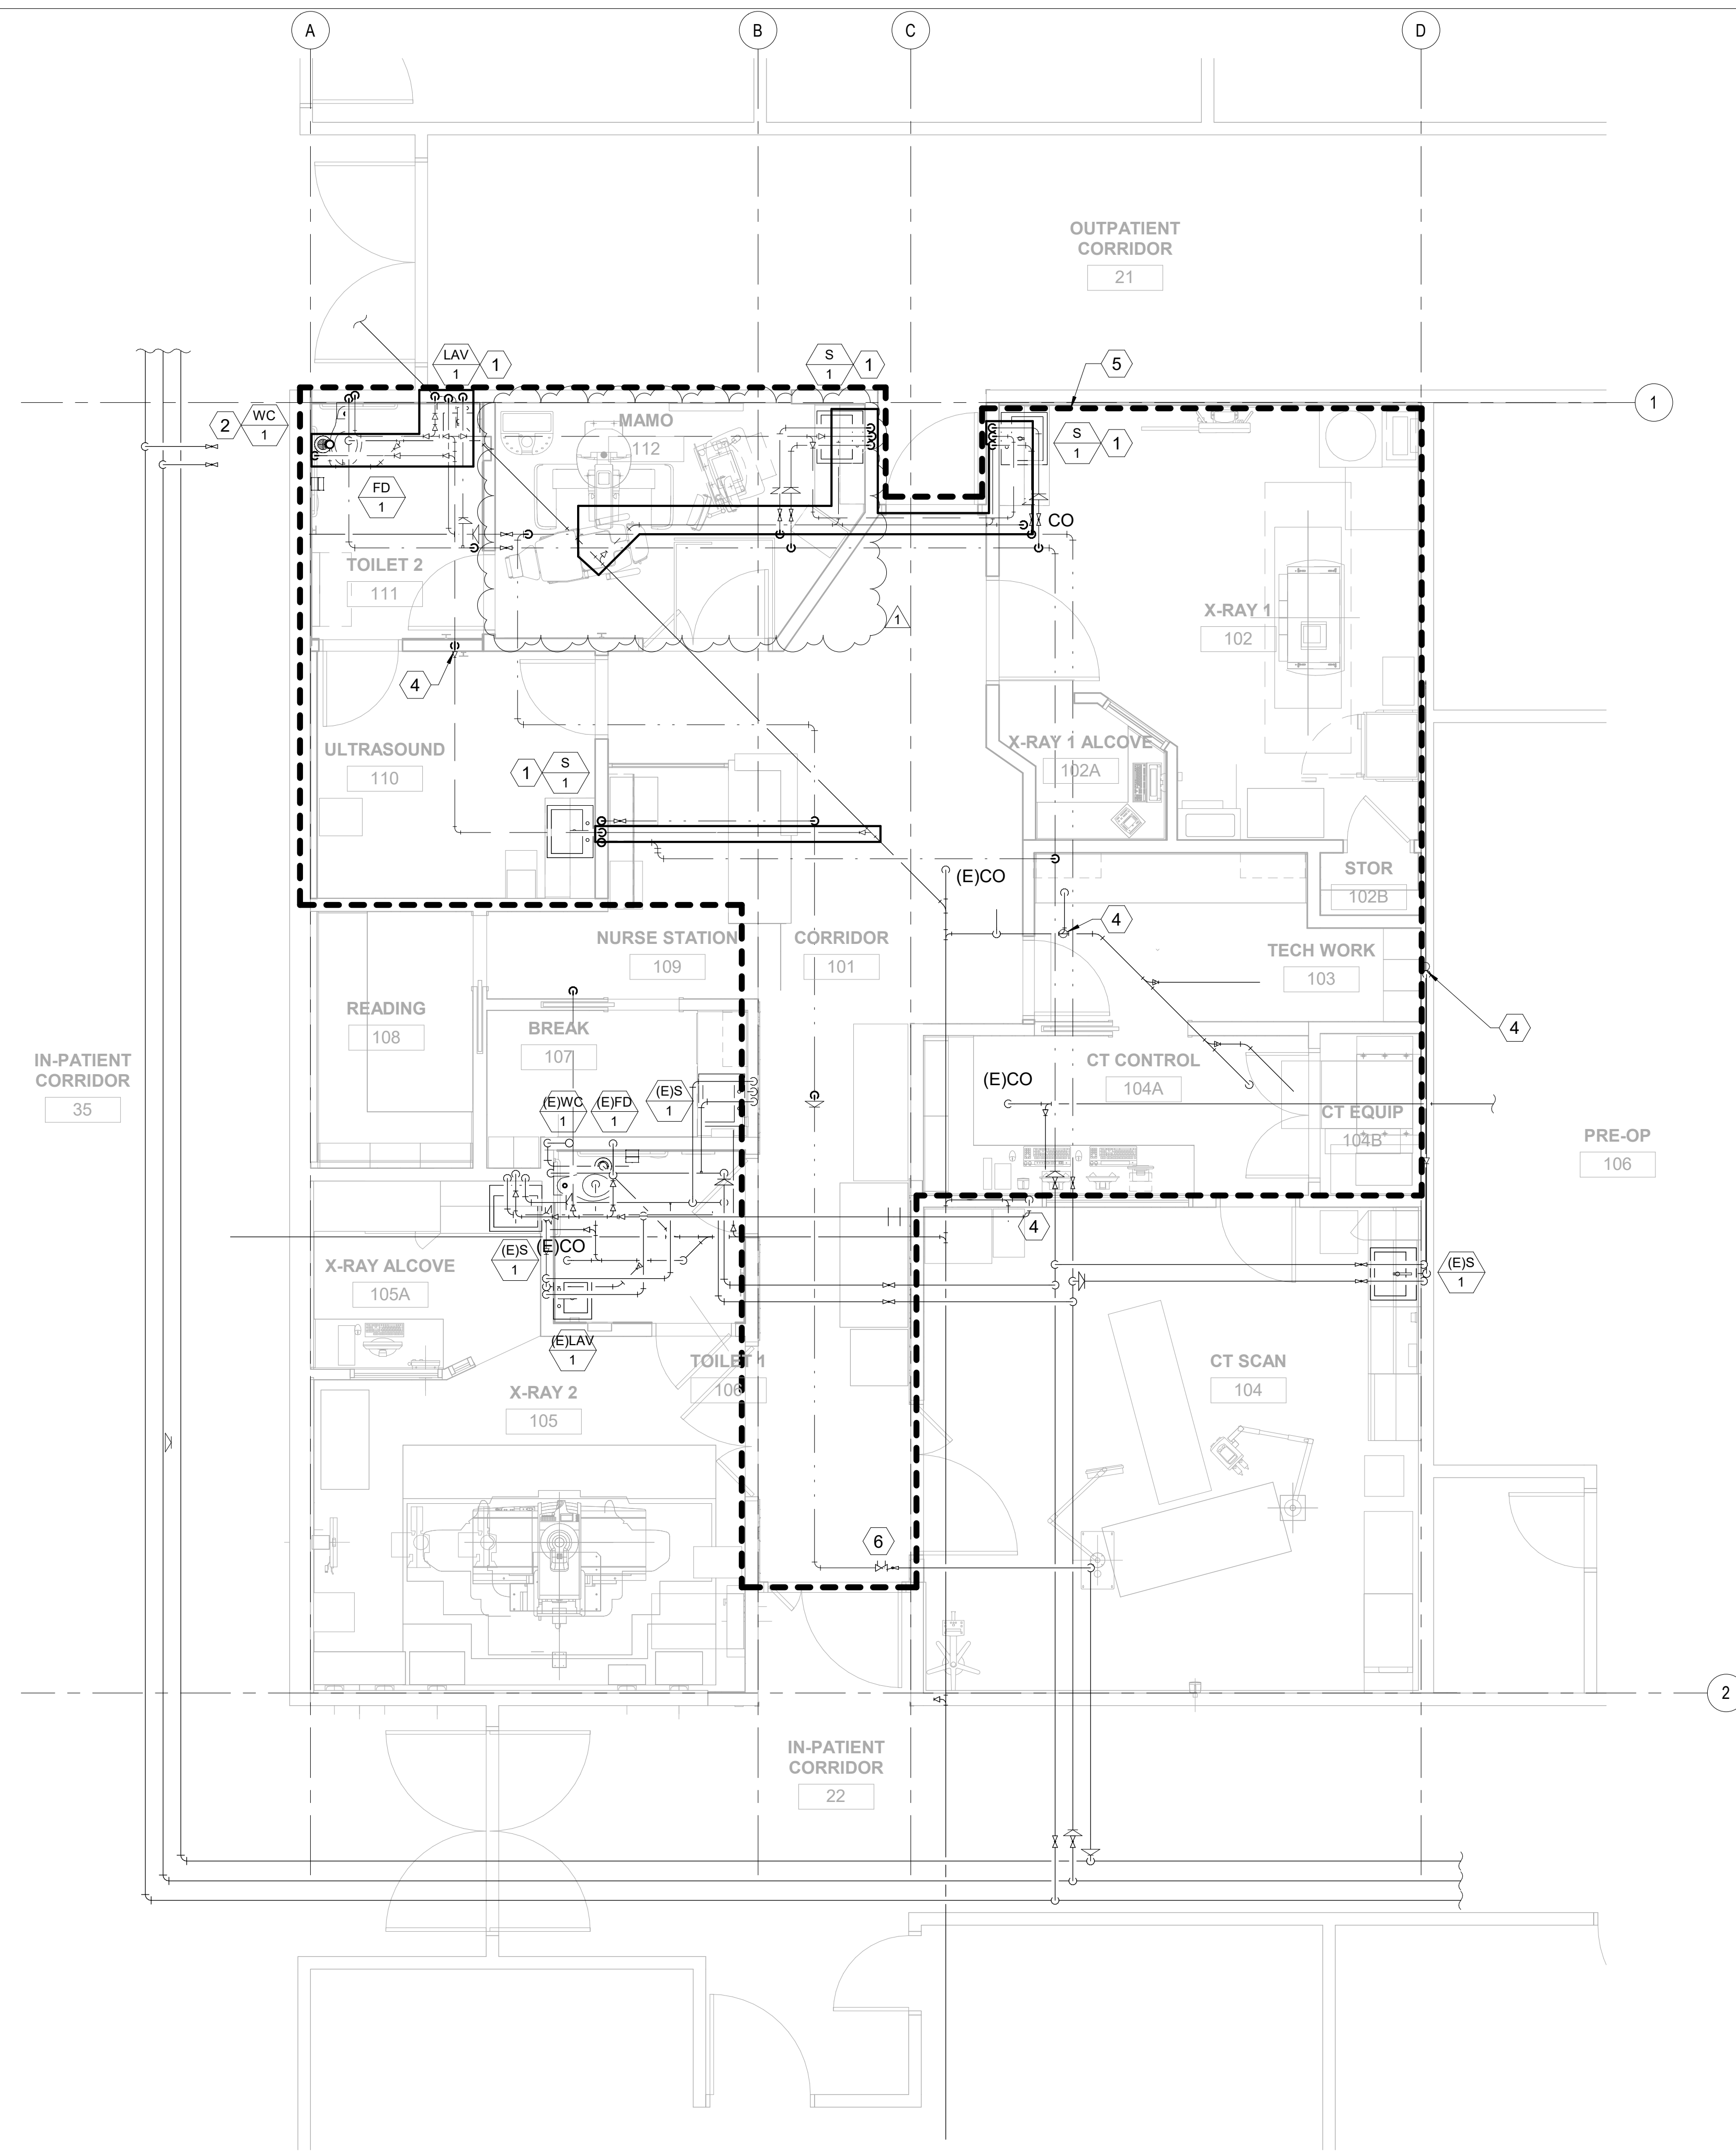 A
B
C
D
OUTPATIENT
CORRIDOR
21
LAV
1
1
S
1
1
5
1
2
WC
1
MAMO
112
S
1
1
FD
1
CO
TOILET 2
111
X-RAY 1
102
1
4
ULTRASOUND
110
X-RAY 1 ALCOVE
102A
1
S
1
(E)CO
STOR
102B
4
NURSE STATION
109
CORRIDOR
101
TECH WORK
103
READING
108
BREAK
107
4
IN-PATIENT
CORRIDOR
35
CT CONTROL
104A
(E)CO
(E)WC
1
(E)FD
1
(E)S
1
CT EQUIP
104B
PRE-OP
106
4
(E)S
1
(E)CO
X-RAY ALCOVE
105A
(E)S
1
(E)LAV
1
TOILET 1
106
CT SCAN
104
X-RAY 2
105
6
2
IN-PATIENT
CORRIDOR
22